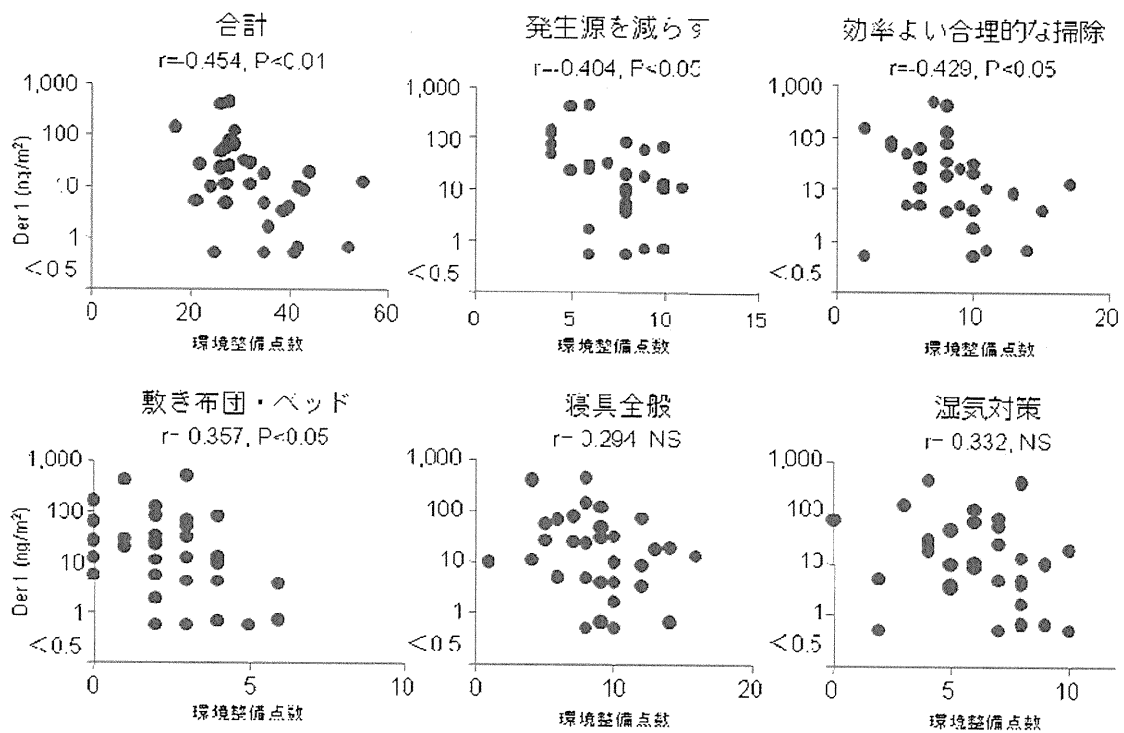 合計
r=-0.454, P<0.01
1,000
100
10
1
<0.5
Der 1 (ng/m²)
0
20
40
60
環境整備点数
発生源を減らす
r=-0.404, P<0.05
1,000
100
10
1
<0.5
0
5
10
15
環境整備点数
効率よい合理的な掃除
r=-0.429, P<0.05
1,000
100
10
1
<0.5
0
10
20
環境整備点数
敷き布団・ベッド
r=-0.357, P<0.05
1,000
100
10
1
<0.5
Der 1 (ng/m²)
0
5
10
環境整備点数
寝具全般
r=-0.294, NS
1,000
100
10
1
<0.5
0
10
20
環境整備点数
湿気対策
r=-0.332, NS
1,000
100
10
1
<0.5
0
5
10
環境整備点数